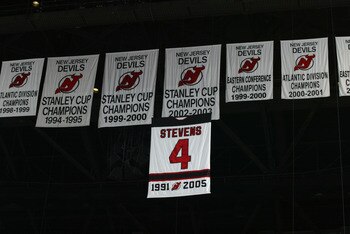 NEW JERSEY
DEVILS
ATLANTIC DIVISION
CHAMPIONS
1998-1999
NEW JERSEY
DEVILS
STANLEY CUP
CHAMPIONS
1994-1995
NEW JERSEY
DEVILS
STANLEY CUP
CHAMPIONS
1999-2000
NEW JERSEY
DEVILS
STANLEY CUP
CHAMPIONS
2002-2003
NEW JERSEY
DEVILS
EASTERN CONFERENCE
CHAMPIONS
1999-2000
NEW JERSEY
DEVILS
ATLANTIC DIVISION
CHAMPIONS
2000-2001
STEVENS
4
1991 2005